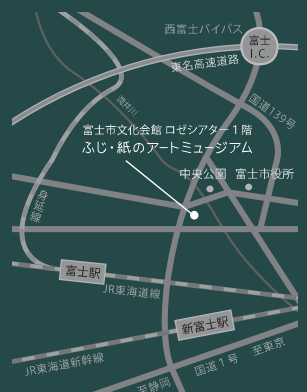 西富士バイパス
富士
I.C.
東名高速道路
国道139号
潤井川
富士市文化会館 ロゼシアター1階
ふじ・紙のアートミュージアム
中央公園
富士市役所
身延線
富士駅
JR東海道線
新富士駅
JR東海道新幹線
国道1号
至東京
至静岡